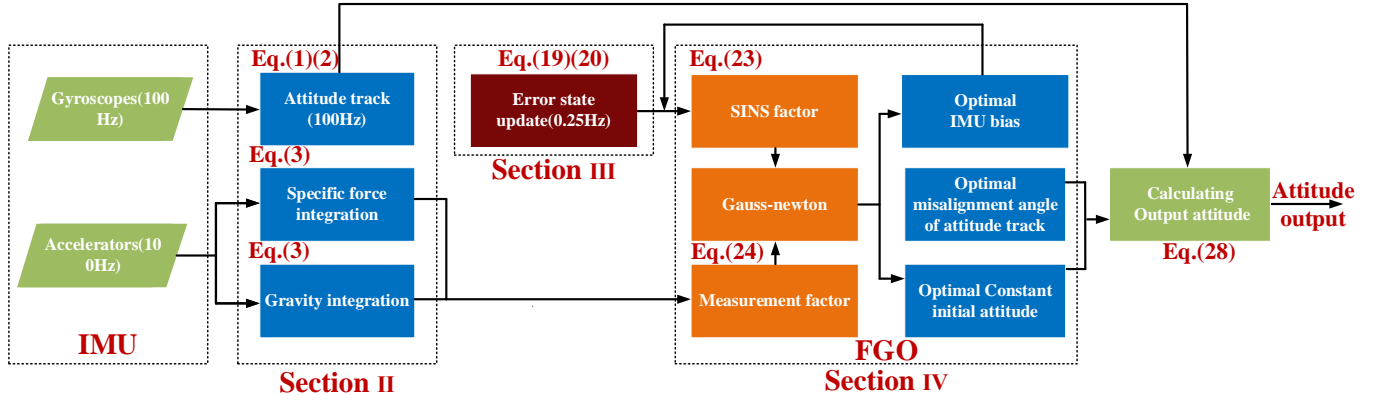 Gyroscopes(100
Hz)
Accelerators(10
0Hz)
IMU
Eq.(1)(2)
Attitude track
(100Hz)
Eq.(3)
Specific force
integration
Eq.(3)
Gravity integration
Section II
Eq.(19)(20)
Error state
update(0.25Hz)
Section III
Eq.(23)
SINS factor
Gauss-newton
Eq.(24)
Measurement factor
Optimal
IMU bias
Optimal
misalignment angle
of attitude track
Optimal Constant
initial attitude
FGO
Section IV
Calculating
Output attitude
Eq.(28)
Attitude
output